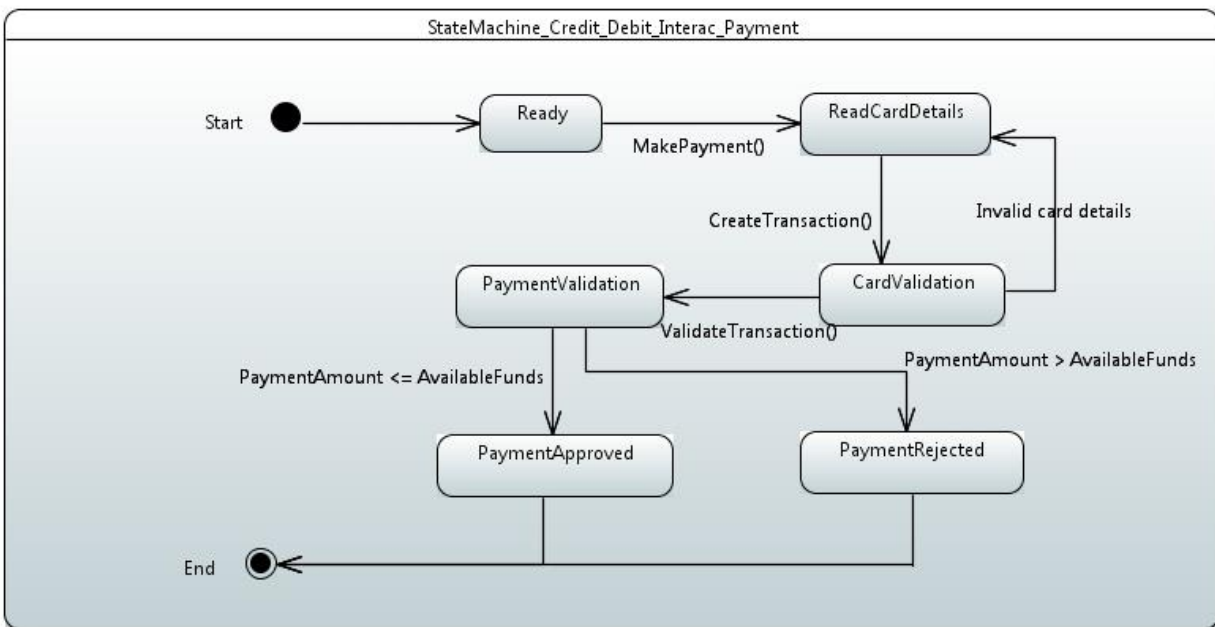 StateMachine_Credit_Debit_Interac_Payment
Start
Ready
MakePayment()
ReadCardDetails
CreateTransaction()
Invalid card details
PaymentValidation
CardValidation
ValidateTransaction()
PaymentAmount <= AvailableFunds
PaymentAmount > AvailableFunds
PaymentApproved
PaymentRejected
End